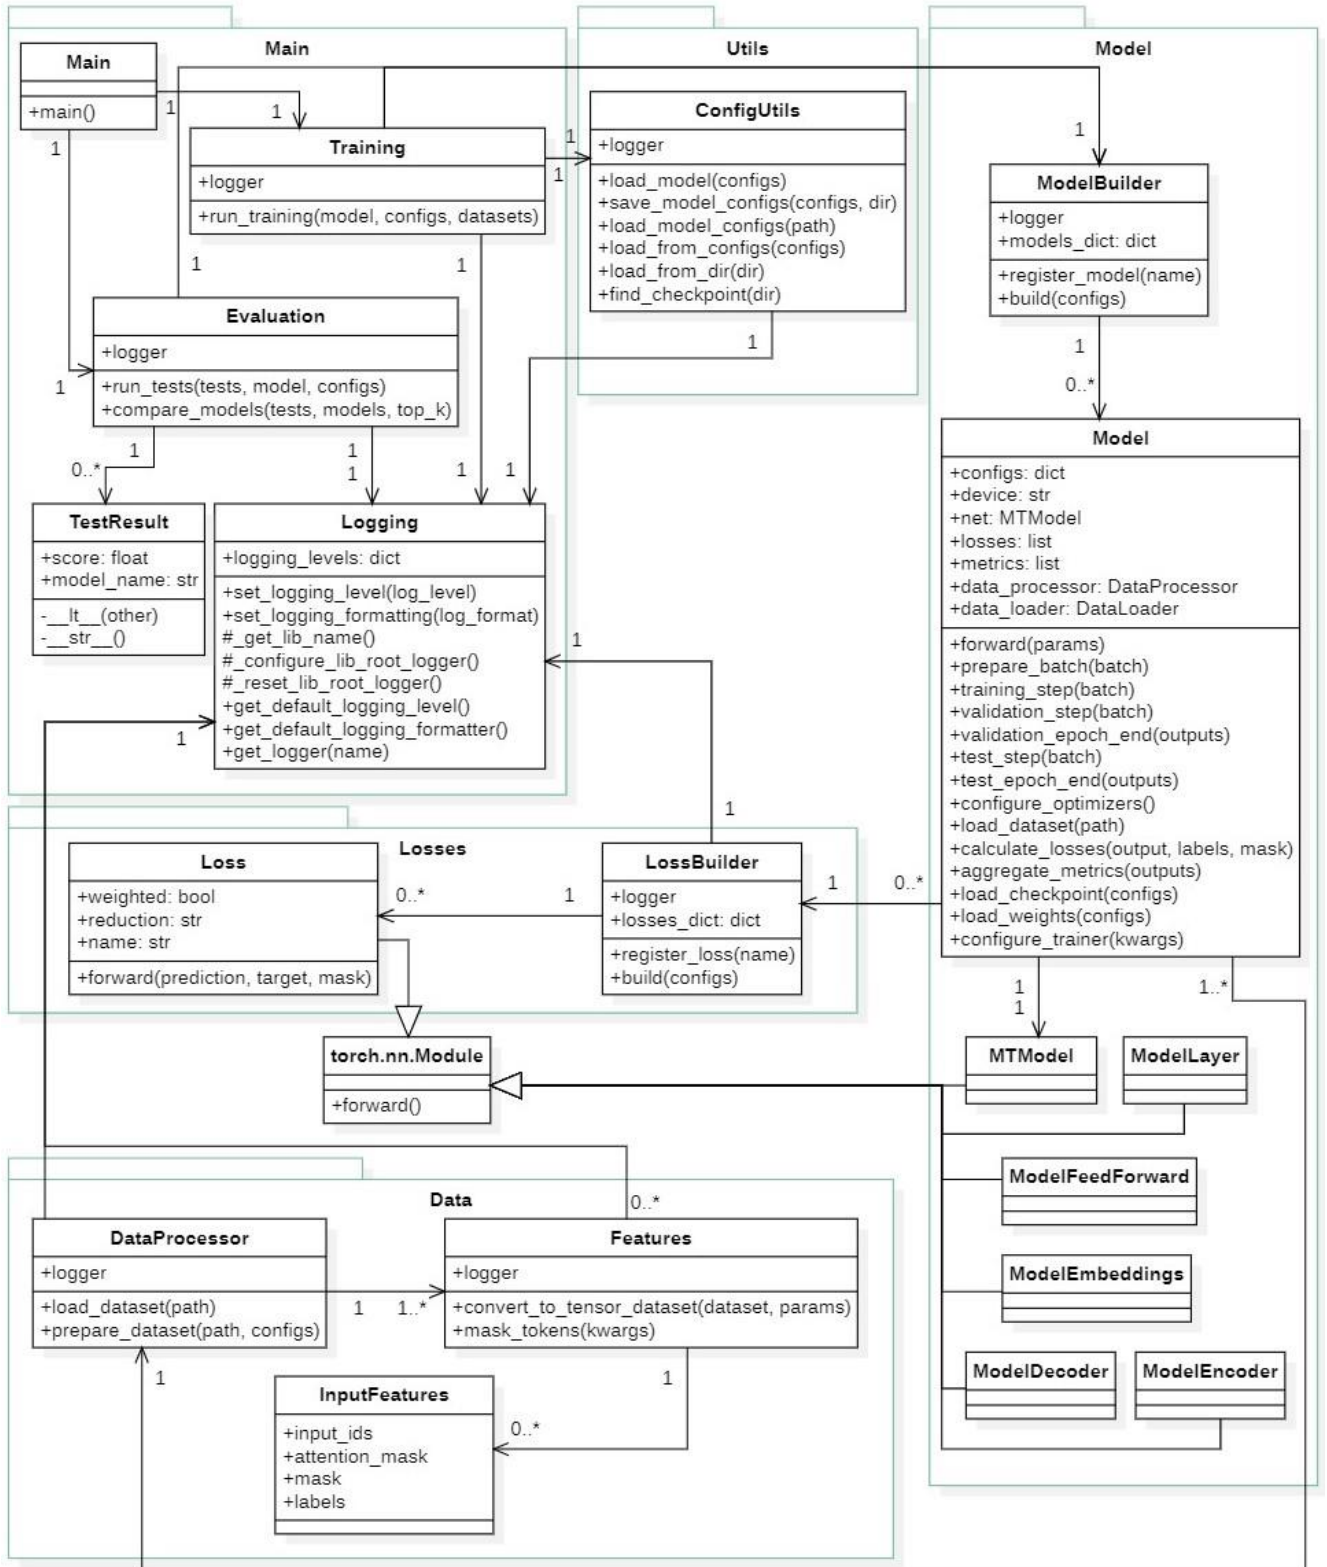 Main
Main
+main()
1
1
1
Training
+logger
+run_training(model, configs, datasets)
1
1
1
1
Evaluation
+logger
+run_tests(tests, model, configs)
+compare_models(tests, models, top_k)
1
1
0..*
1
1
1
1
TestResult
+score: float
+model_name: str
-__lt__(other)
-__str__()
Logging
+logging_levels: dict
+set_logging_level(log_level)
+set_logging_formatting(log_format)
#_get_lib_name()
#_configure_lib_root_logger()
#_reset_lib_root_logger()
+get_default_logging_level()
+get_default_logging_formatter()
+get_logger(name)
1
1
Utils
ConfigUtils
+logger
+load_model(configs)
+save_model_configs(configs, dir)
+load_model_configs(path)
+load_from_configs(configs)
+load_from_dir(dir)
+find_checkpoint(dir)
1
Model
1
ModelBuilder
+logger
+models_dict: dict
+register_model(name)
+build(configs)
1
0..*
Model
+configs: dict
+device: str
+net: MTModel
+losses: list
+metrics: list
+data_processor: DataProcessor
+data_loader: DataLoader
+forward(params)
+prepare_batch(batch)
+training_step(batch)
+validation_step(batch)
+validation_epoch_end(outputs)
+test_step(batch)
+test_epoch_end(outputs)
+configure_optimizers()
+load_dataset(path)
+calculate_losses(output, labels, mask)
+aggregate_metrics(outputs)
+load_checkpoint(configs)
+load_weights(configs)
+configure_trainer(kwargs)
1
1
1..*
MTModel
ModelLayer
ModelFeedForward
ModelEmbeddings
ModelDecoder
ModelEncoder
Losses
1
Loss
+weighted: bool
+reduction: str
+name: str
+forward(prediction, target, mask)
0..*
1
LossBuilder
+logger
+losses_dict: dict
+register_loss(name)
+build(configs)
1
0..*
torch.nn.Module
+forward()
Data
0..*
DataProcessor
+logger
+load_dataset(path)
+prepare_dataset(path, configs)
1
1..*
Features
+logger
+convert_to_tensor_dataset(dataset, params)
+mask_tokens(kwargs)
1
1
0..*
InputFeatures
+input_ids
+attention_mask
+mask
+labels